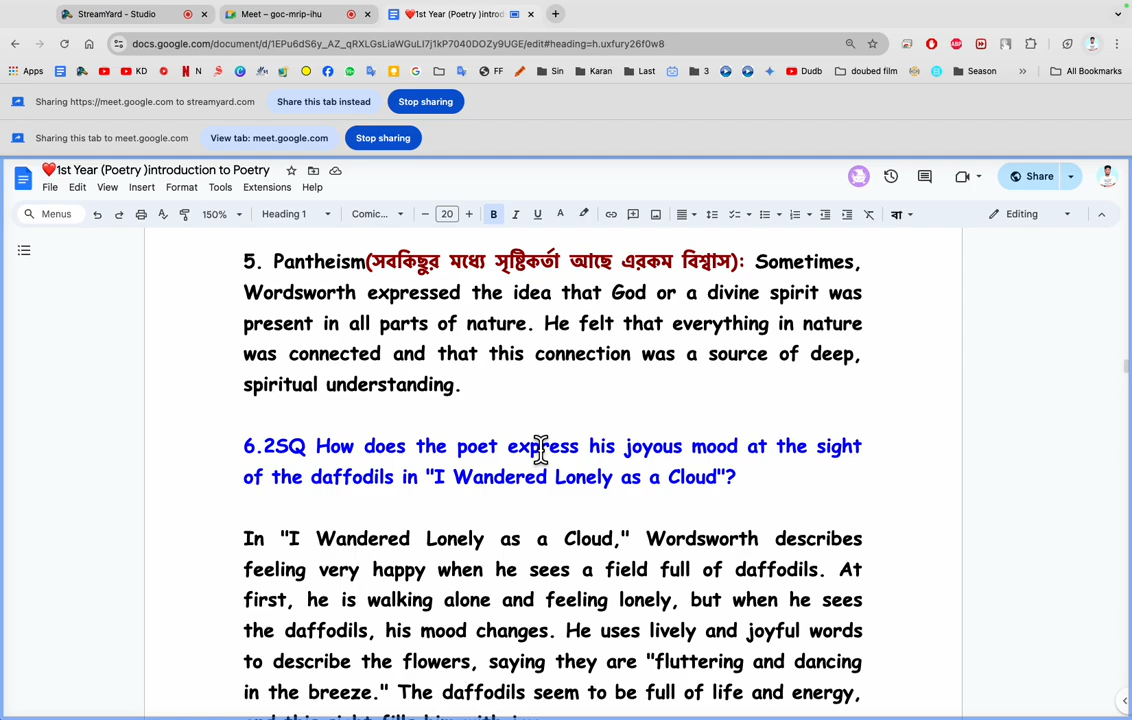 StreamYard - Studio
Meet – goc-mrip-ihu
❤️1st Year (Poetry )introd
docs.google.com/document/d/1EPu6dS6y_AZ_qRXLGsLiaWGuLI7j1kP7040DOZy9UGE/edit#heading=h.uxfury26f0w8
Apps KD N FF Sin Karan Last 3 Dudb doubed film Season » All Bookmarks
Sharing https://meet.google.com to streamyard.com Share this tab instead Stop sharing
Sharing this tab to meet.google.com View tab: meet.google.com Stop sharing
❤️1st Year (Poetry )introduction to Poetry
File Edit View Insert Format Tools Extensions Help
Share
Menus 150% Heading 1 Comic... 20 B I U A বা Editing
5. Pantheism(সবকিছুর মধ্যে সৃষ্টিকর্তা আছে এরকম বিশ্বাস): Sometimes,
Wordsworth expressed the idea that God or a divine spirit was
present in all parts of nature. He felt that everything in nature
was connected and that this connection was a source of deep,
spiritual understanding.
6.2SQ How does the poet express his joyous mood at the sight
of the daffodils in "I Wandered Lonely as a Cloud"?
In "I Wandered Lonely as a Cloud," Wordsworth describes
feeling very happy when he sees a field full of daffodils. At
first, he is walking alone and feeling lonely, but when he sees
the daffodils, his mood changes. He uses lively and joyful words
to describe the flowers, saying they are "fluttering and dancing
in the breeze." The daffodils seem to be full of life and energy,